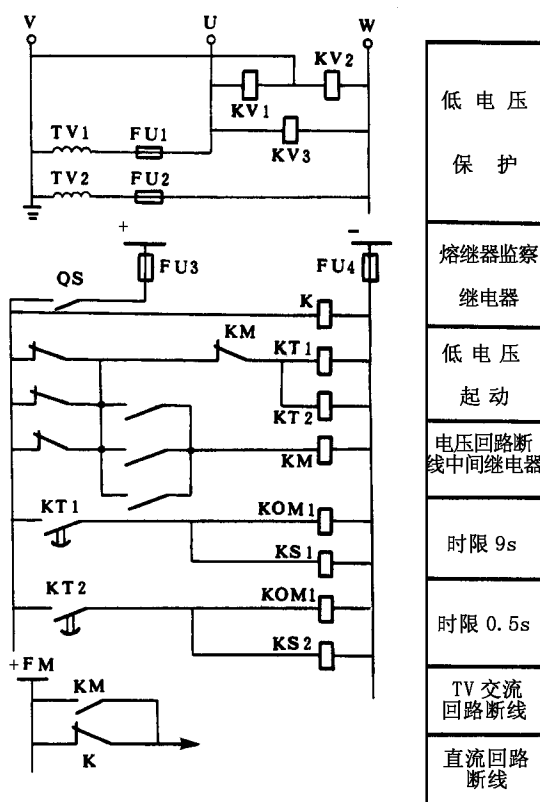 V U W
KV2
KV1
TV1 FU1
KV3
TV2 FU2
+ -
FU3 FU4
QS
K
KM KT1
KT2
KM
KT1 KOM1
KS1
KT2 KOM1
KS2
+FM
KM
K
低电压
保护
熔继器监察
继电器
低电压
起动
电压回路断
线中间继电器
时限9s
时限0.5s
TV交流
回路断线
直流回路
断线